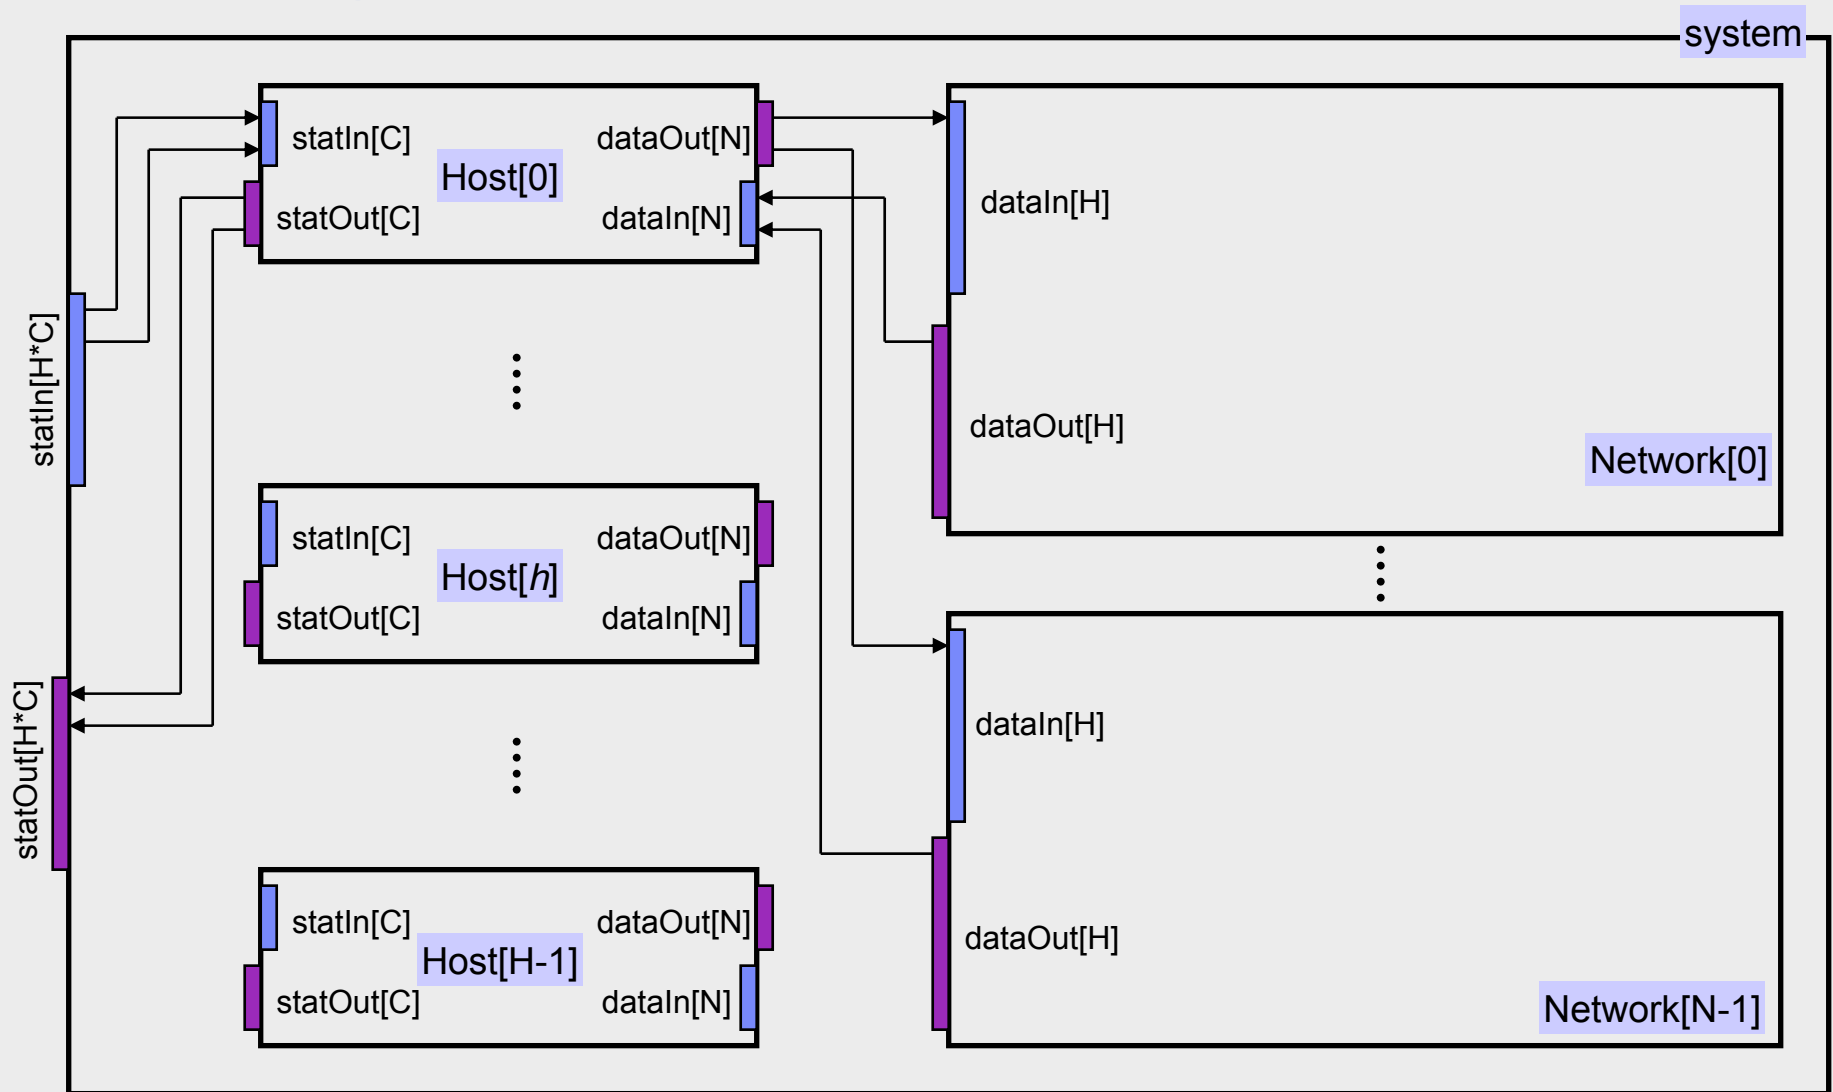 system
statIn[C]
dataOut[N]
Host[0]
statOut[C]
dataIn[N]
dataIn[H]
statIn[H*C]
dataOut[H]
Network[0]
statIn[C]
dataOut[N]
Host[h]
statOut[C]
dataIn[N]
statOut[H*C]
dataIn[H]
statIn[C]
dataOut[N]
Host[H-1]
statOut[C]
dataIn[N]
dataOut[H]
Network[N-1]